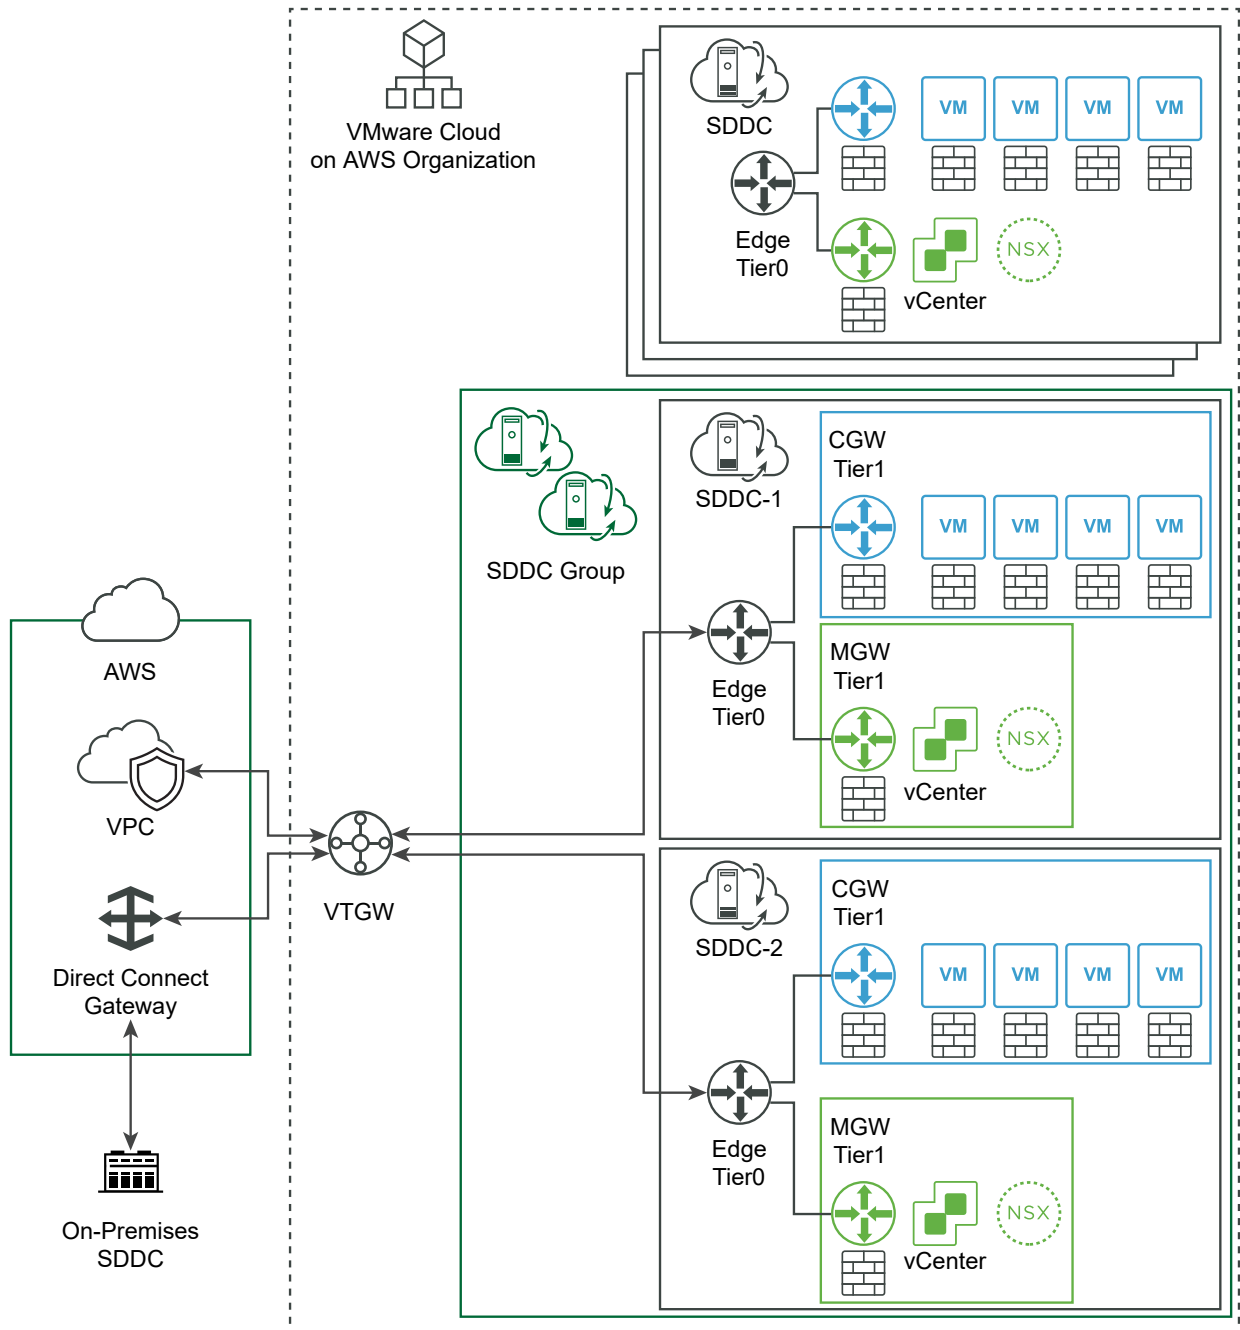 VMware Cloud
on AWS Organization
SDDC
VM VM VM VM
Edge
Tier0
vCenter
NSX
SDDC Group
SDDC-1
CGW
Tier1
VM VM VM VM
Edge
Tier0
MGW
Tier1
vCenter
NSX
AWS
VPC
Direct Connect
Gateway
On-Premises
SDDC
VTGW
SDDC-2
CGW
Tier1
VM VM VM VM
Edge
Tier0
MGW
Tier1
vCenter
NSX